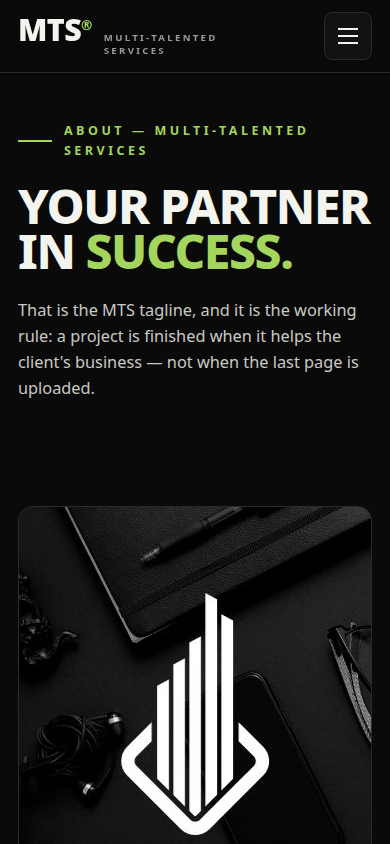 MTS®
MULTI-TALENTED
SERVICES
ABOUT — MULTI-TALENTED
SERVICES
YOUR PARTNER
IN SUCCESS.
That is the MTS tagline, and it is the working
rule: a project is finished when it helps the
client's business — not when the last page is
uploaded.